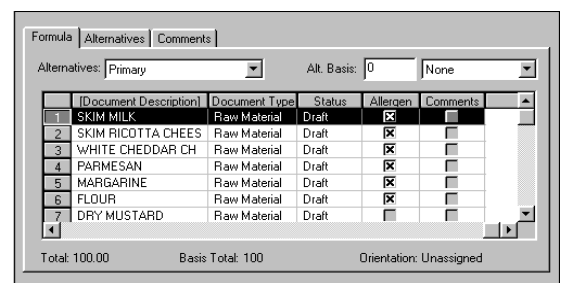 Formula Alternatives Comments
Alternatives: Primary Alt. Basis: 0 None
[Document Description] Document Type Status Allergen Comments
1 SKIM MILK Raw Material Draft
2 SKIM RICOTTA CHEES Raw Material Draft
3 WHITE CHEDDAR CH Raw Material Draft
4 PARMESAN Raw Material Draft
5 MARGARINE Raw Material Draft
6 FLOUR Raw Material Draft
7 DRY MUSTARD Raw Material Draft
Total: 100.00 Basis Total: 100 Orientation: Unassigned